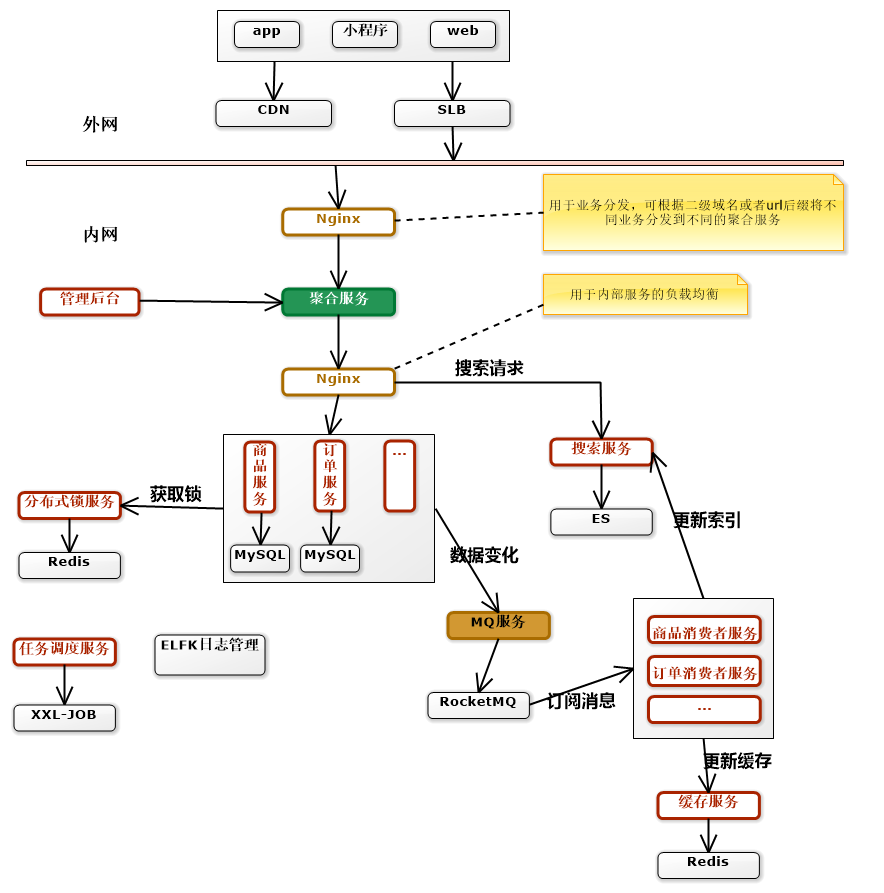 app
小程序
web
CDN
SLB
外网
Nginx
用于业务分发，可根据二级域名或者url后缀将不
同业务分发到不同的聚合服务
内网
管理后台
聚合服务
用于内部服务的负载均衡
Nginx
搜索请求
商
品
服
务
订
单
服
务
...
搜索服务
分布式锁服务
获取锁
ES
更新索引
MySQL
MySQL
数据变化
Redis
MQ服务
商品消费者服务
任务调度服务
ELFK日志管理
订单消费者服务
XXL-JOB
RocketMQ
订阅消息
...
更新缓存
缓存服务
Redis